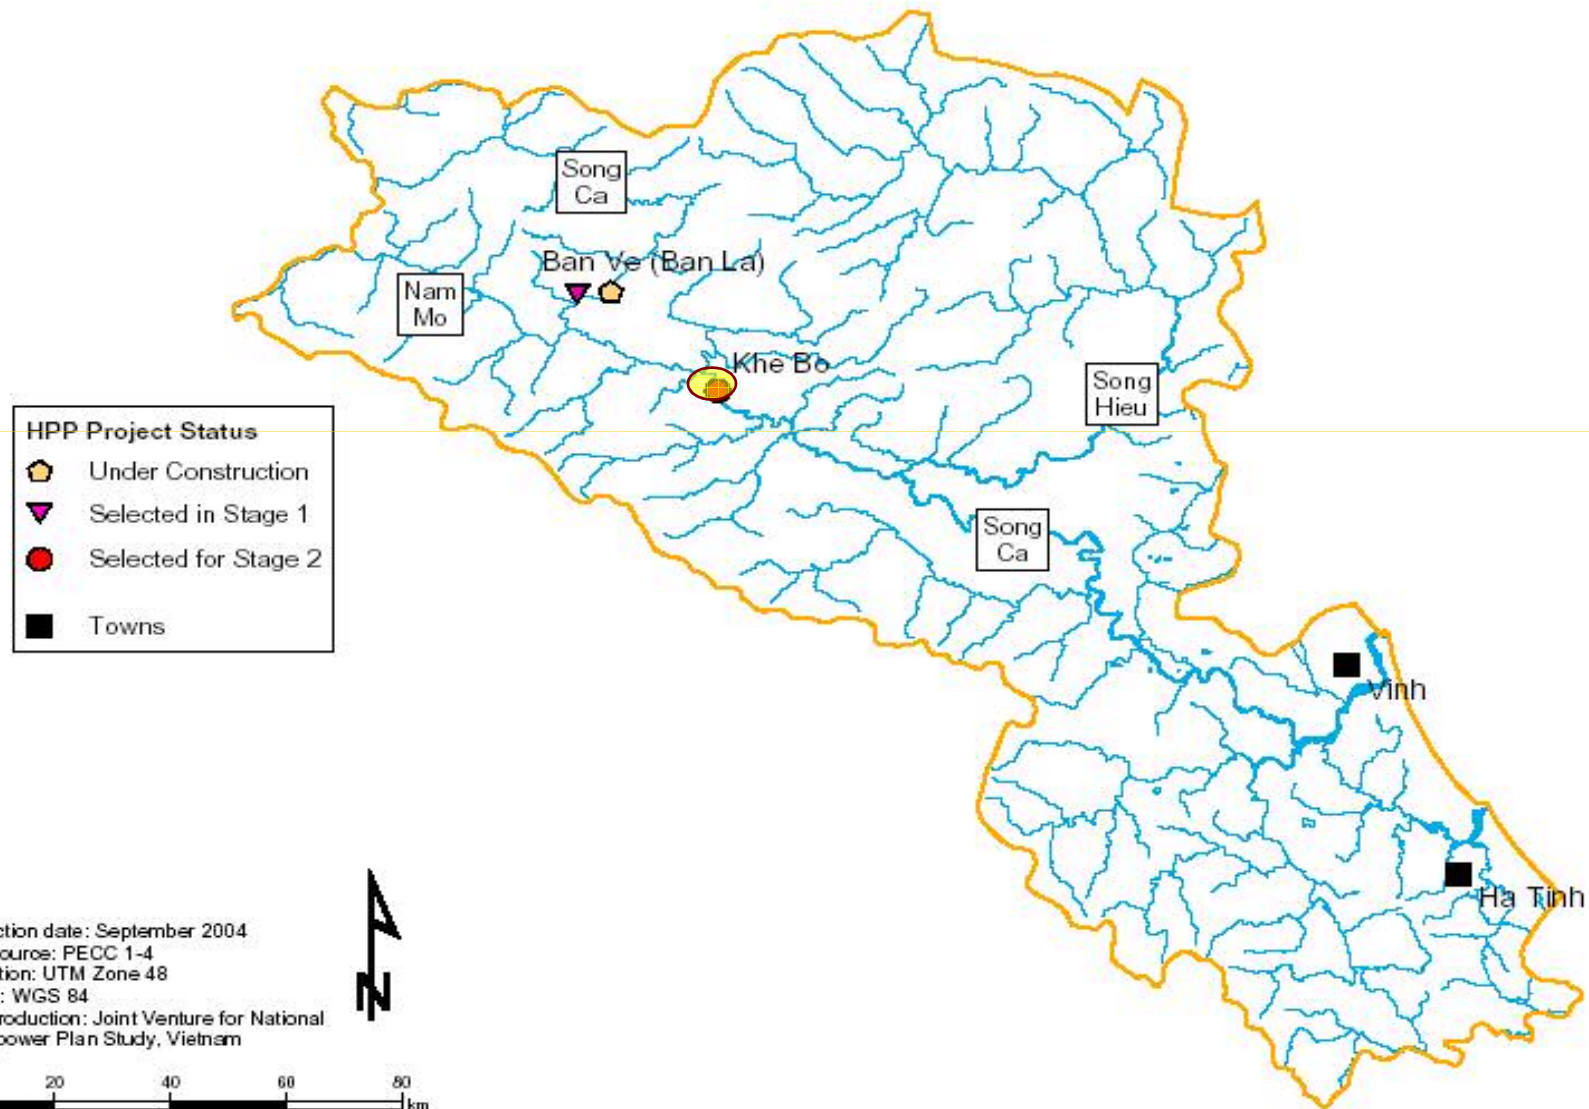 Song
Ca
Ban Ve (Ban La)
Nam
Mo
Khe Bo
Song
Hieu
HPP Project Status
Under Construction
Selected in Stage 1
Selected for Stage 2
Towns
Song
Ca
Vinh
Ha Tinh
ction date: September 2004
ource: PECC 1-4
tion: UTM Zone 48
: WGS 84
roduction: Joint Venture for National
power Plan Study, Vietnam
N
20 40 60 80
km